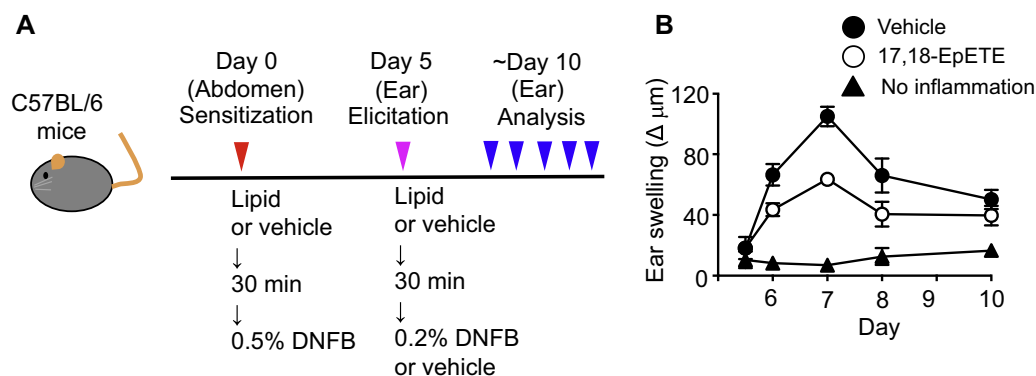 A
C57BL/6
mice
Day 0
(Abdomen)
Sensitization
Day 5
(Ear)
Elicitation
~Day 10
(Ear)
Analysis
Lipid
or vehicle
↓
30 min
↓
0.5% DNFB
Lipid
or vehicle
↓
30 min
↓
0.2% DNFB
or vehicle
B
Vehicle
17,18-EpETE
No inflammation
Ear swelling (Δ μm)
120
80
40
0
6 7 8 9 10
Day